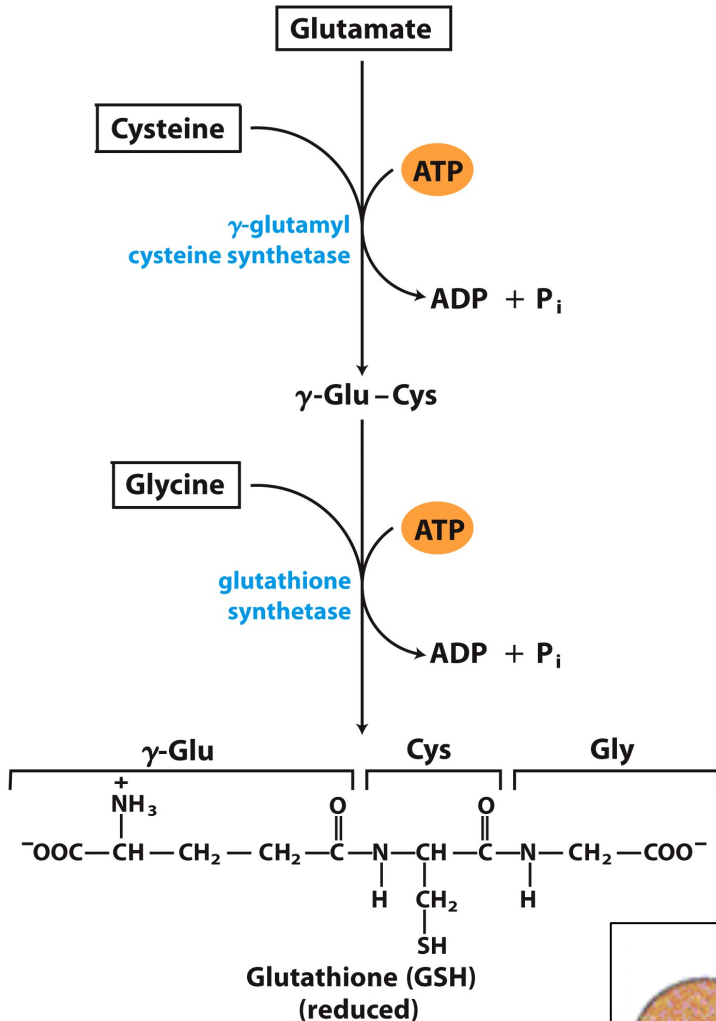 Glutamate
Cysteine
ATP
γ-glutamyl
cysteine synthetase
ADP + Pi
γ-Glu – Cys
Glycine
ATP
glutathione
synthetase
ADP + Pi
γ-Glu Cys Gly
+
NH3 O O
⁻OOC—CH—CH2—CH2—C—N—CH—C—N—CH2—COO⁻
H CH2 H
SH
Glutathione (GSH)
(reduced)